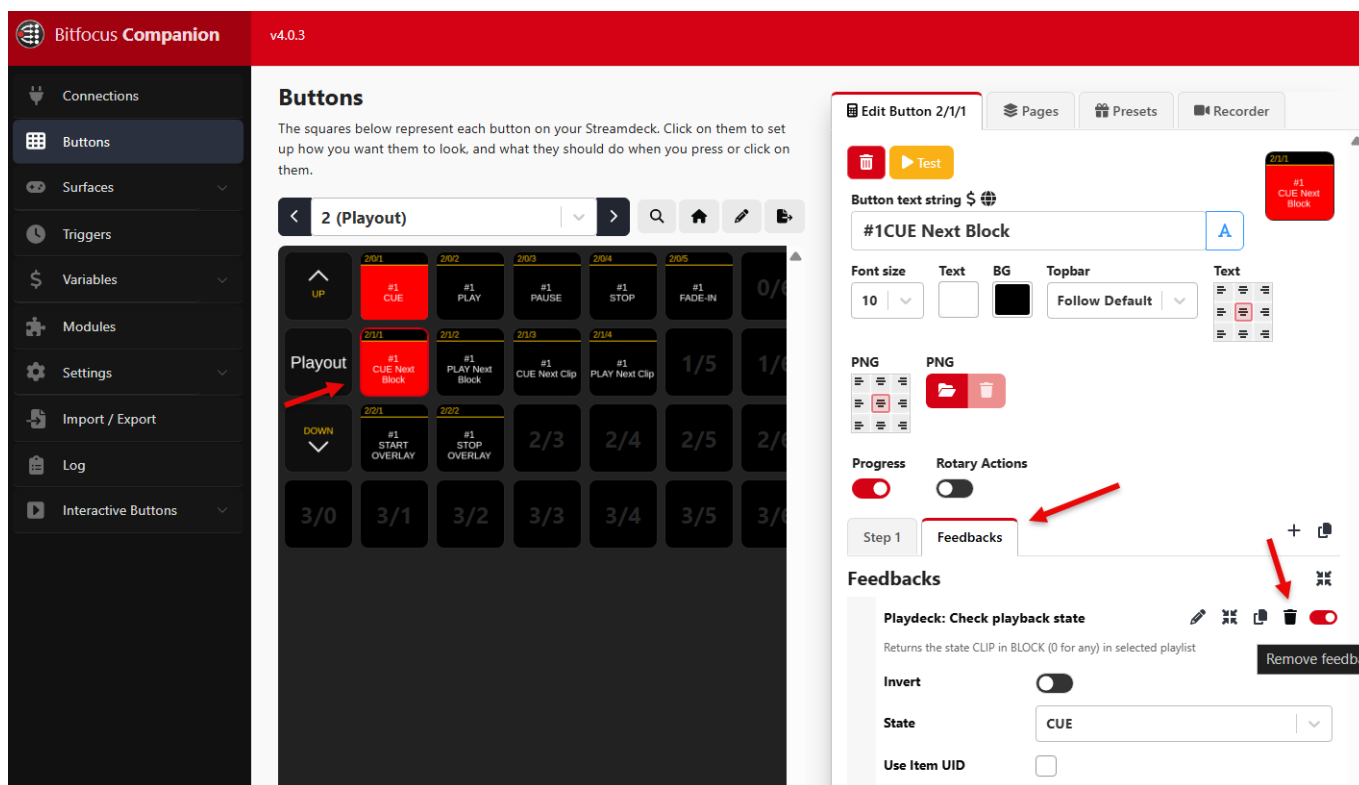 Bitfocus Companion
v4.0.3
Connections
Buttons
Surfaces
Triggers
Variables
Modules
Settings
Import / Export
Log
Interactive Buttons
Buttons
The squares below represent each button on your Streamdeck. Click on them to set
up how you want them to look, and what they should do when you press or click on
them.
2 (Playout)
UP
2/0/1
#1
CUE
2/0/2
#1
PLAY
2/0/3
#1
PAUSE
2/0/4
#1
STOP
2/0/5
#1
FADE-IN
0/6
Playout
2/1/1
#1
CUE Next
Block
2/1/2
#1
PLAY Next
Block
2/1/3
#1
CUE Next Clip
2/1/4
#1
PLAY Next Clip
1/5
1/6
DOWN
2/2/1
#1
START
OVERLAY
2/2/2
#1
STOP
OVERLAY
2/3
2/4
2/5
2/6
3/0
3/1
3/2
3/3
3/4
3/5
3/6
Edit Button 2/1/1
Pages
Presets
Recorder
Test
2/1/1
#1
CUE Next
Block
Button text string $
#1CUE Next Block
A
Font size
Text
BG
Topbar
Text
10
Follow Default
PNG
PNG
Progress
Rotary Actions
Step 1
Feedbacks
Feedbacks
Playdeck: Check playback state
Returns the state CLIP in BLOCK (0 for any) in selected playlist
Remove feedba
Invert
State
CUE
Use Item UID